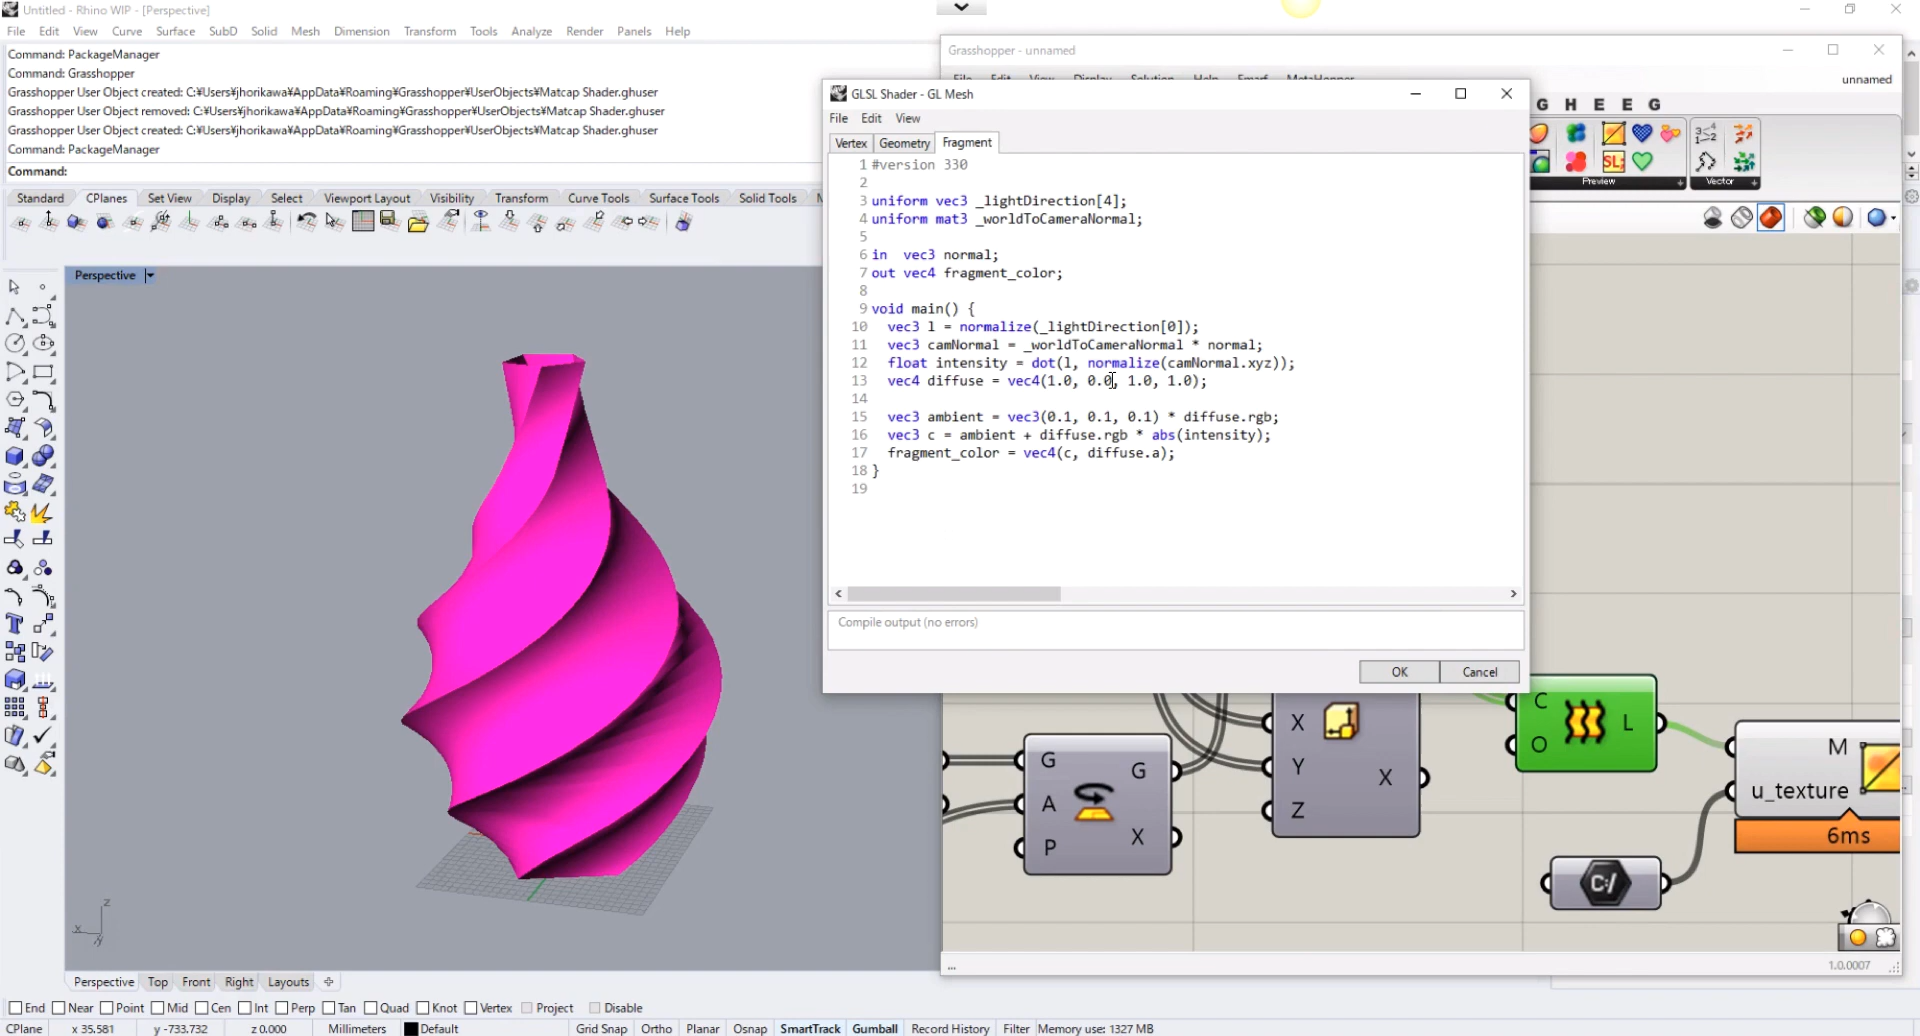 Untitled - Rhino WIP - [Perspective]
File Edit View Curve Surface SubD Solid Mesh Dimension Transform Tools Analyze Render Panels Help
Command: PackageManager
Command: Grasshopper
Grasshopper User Object created: C:¥Users¥jhorikawa¥AppData¥Roaming¥Grasshopper¥UserObjects¥Matcap Shader.ghuser
Grasshopper User Object removed: C:¥Users¥jhorikawa¥AppData¥Roaming¥Grasshopper¥UserObjects¥Matcap Shader.ghuser
Grasshopper User Object created: C:¥Users¥jhorikawa¥AppData¥Roaming¥Grasshopper¥UserObjects¥Matcap Shader.ghuser
Command: PackageManager
Command:
Standard CPlanes Set View Display Select Viewport Layout Visibility Transform Curve Tools Surface Tools Solid Tools M
Perspective
Grasshopper - unnamed
File Edit View Display Solution Help Emarf MetaHopper
unnamed
G H E E G
SL:
Preview
Vector
GLSL Shader - GL Mesh
File Edit View
Vertex Geometry Fragment
1 #version 330
2
3 uniform vec3 _lightDirection[4];
4 uniform mat3 _worldToCameraNormal;
5
6 in vec3 normal;
7 out vec4 fragment_color;
8
9 void main() {
10 vec3 l = normalize(_lightDirection[0]);
11 vec3 camNormal = _worldToCameraNormal * normal;
12 float intensity = dot(l, normalize(camNormal.xyz));
13 vec4 diffuse = vec4(1.0, 0.0, 1.0, 1.0);
14
15 vec3 ambient = vec3(0.1, 0.1, 0.1) * diffuse.rgb;
16 vec3 c = ambient + diffuse.rgb * abs(intensity);
17 fragment_color = vec4(c, diffuse.a);
18 }
19
Compile output (no errors)
OK Cancel
G A P G X
X Y Z X
C O L
M
u_texture
6ms
C:/
...
1.0.0007
z
x y
Perspective Top Front Right Layouts
End Near Point Mid Cen Int Perp Tan Quad Knot Vertex Project Disable
CPlane x 35.581 y -733.732 z 0.000 Millimeters Default Grid Snap Ortho Planar Osnap SmartTrack Gumball Record History Filter Memory use: 1327 MB